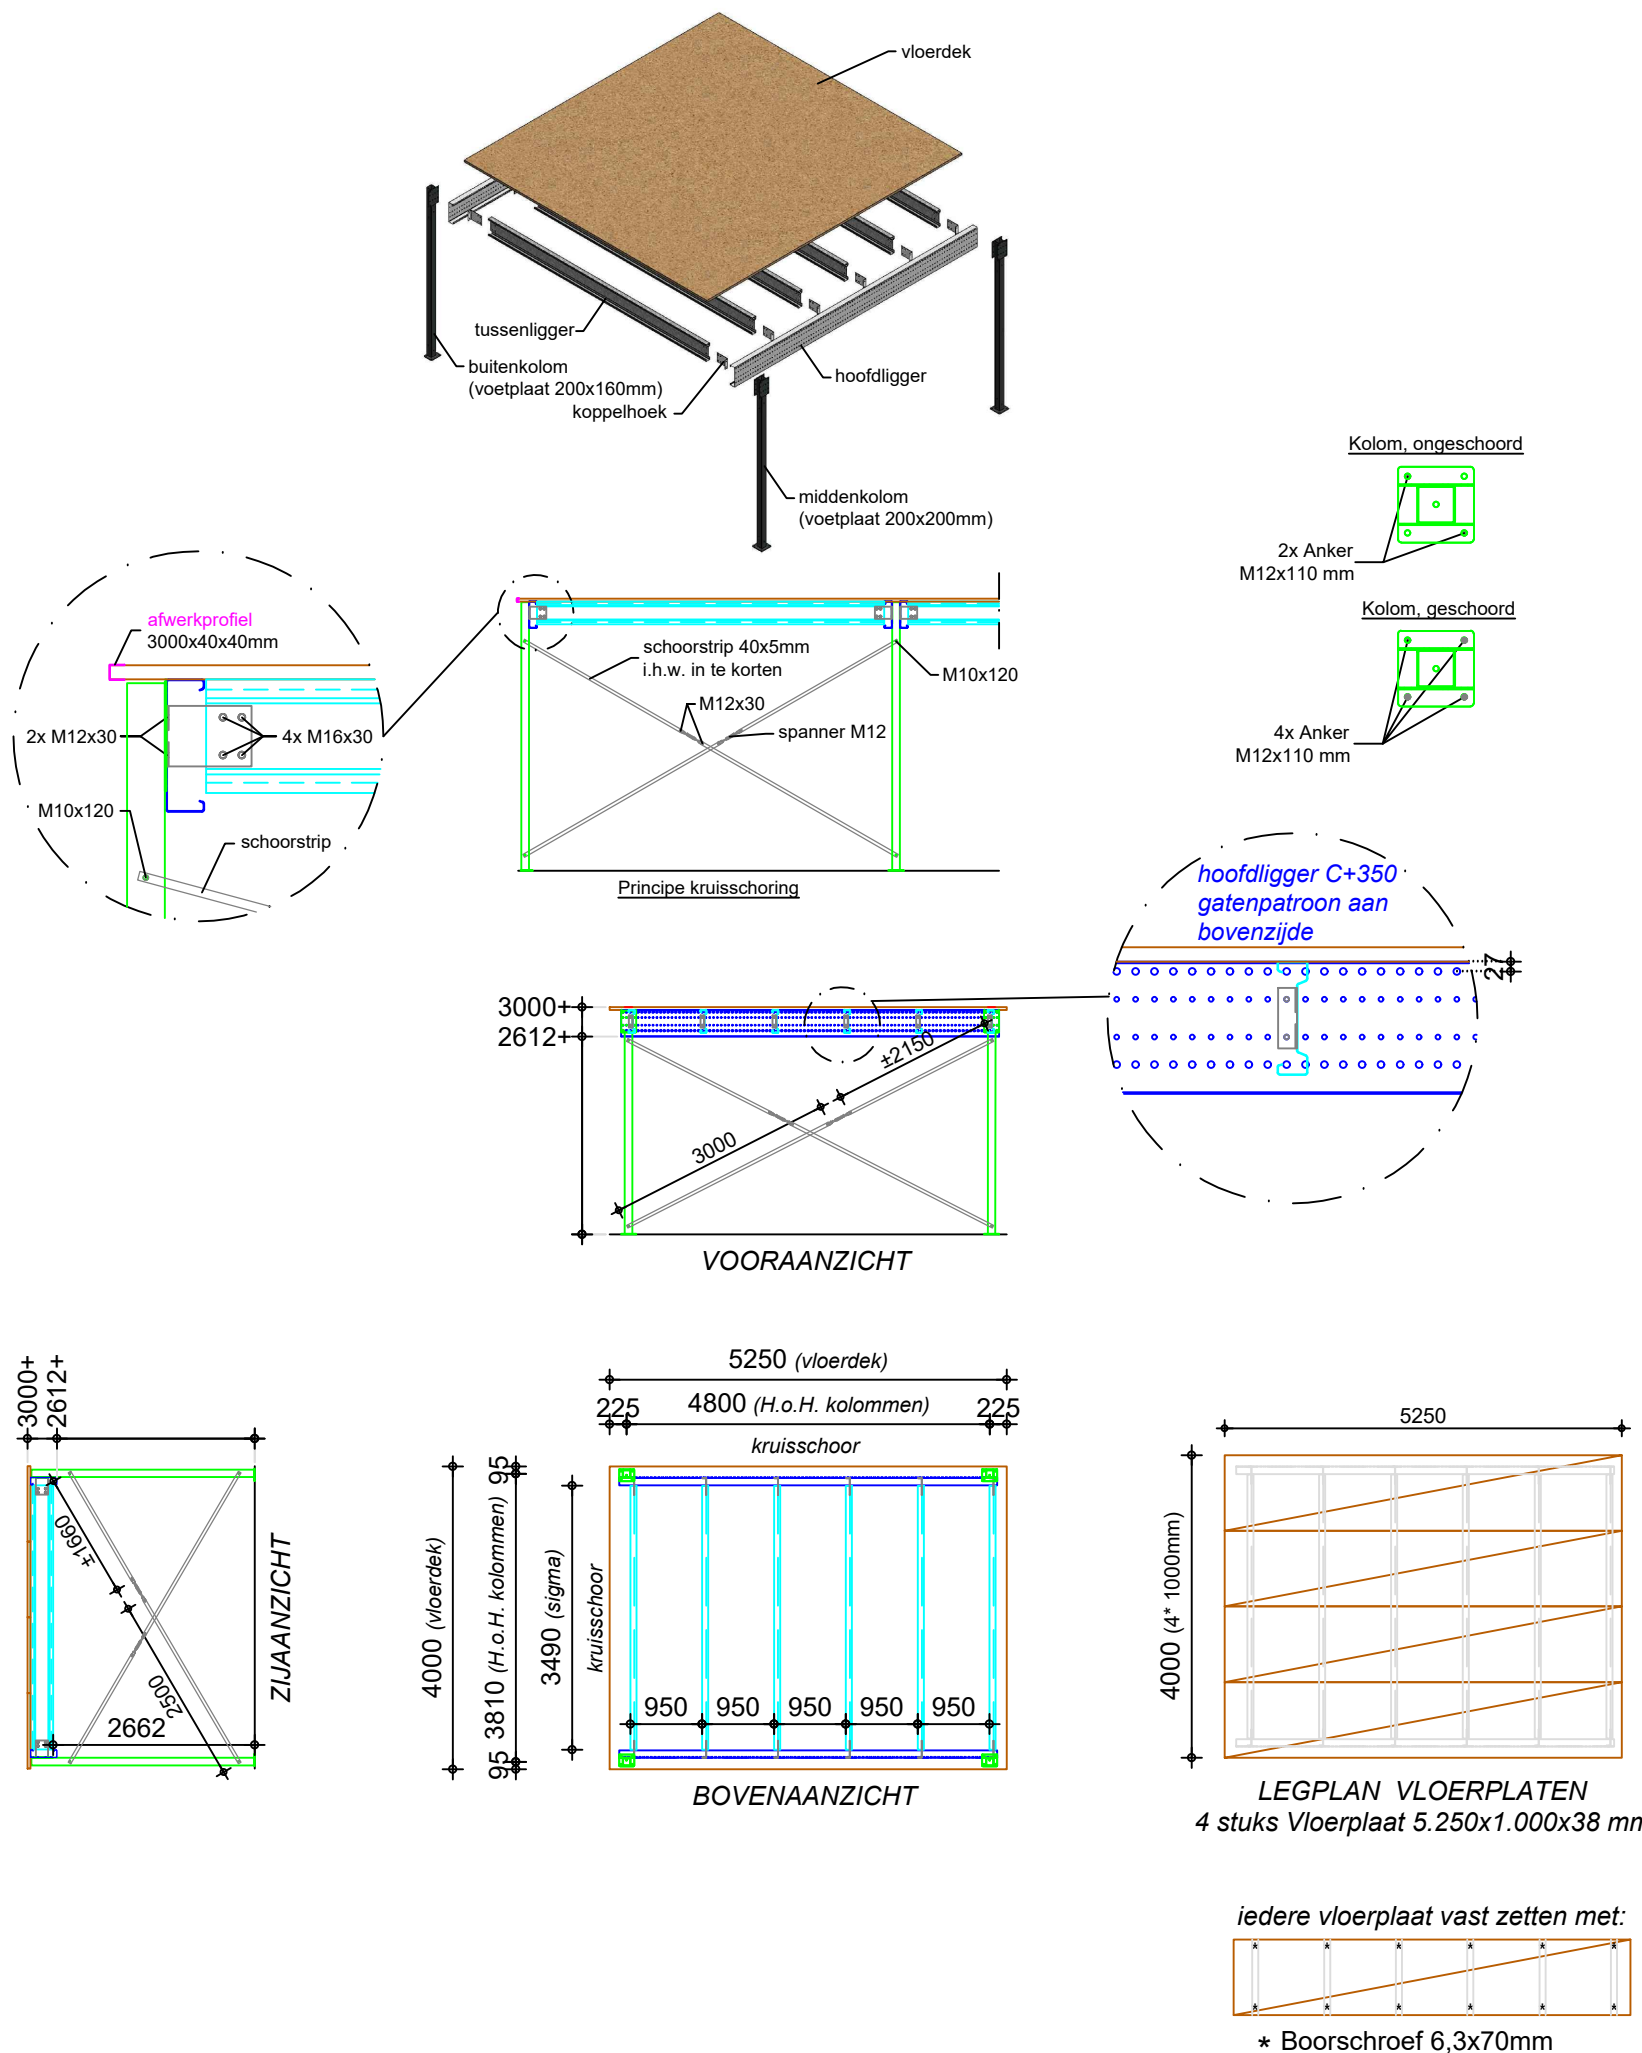 vloerdek
tussenligger
buitenkolom
(voetplaat 200x160mm)
koppelhoek
hoofdligger
middenkolom
(voetplaat 200x200mm)
Kolom, ongeschoord
2x Anker
M12x110 mm
Kolom, geschoord
4x Anker
M12x110 mm
afwerkprofiel
3000x40x40mm
2x M12x30
4x M16x30
M10x120
schoorstrip
schoorstrip 40x5mm
i.h.w. in te korten
M10x120
M12x30
spanner M12
Principe kruisschoring
hoofdligger C+350
gatenpatroon aan
bovenzijde
27
3000+
2612+
±2150
3000
VOORAANZICHT
3000+
2612+
±1660
2500
2662
ZIJAANZICHT
5250 (vloerdek)
225
4800 (H.o.H. kolommen)
225
kruisschoor
4000 (vloerdek)
95
3810 (H.o.H. kolommen)
95
3490 (sigma)
kruisschoor
950
950
950
950
950
BOVENAANZICHT
5250
4000 (4* 1000mm)
LEGPLAN VLOERPLATEN
4 stuks Vloerplaat 5.250x1.000x38 mm
iedere vloerplaat vast zetten met:
* * * * * *
* * * * * *
* Boorschroef 6,3x70mm